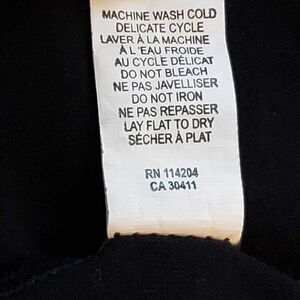 MACHINE WASH COLD
DELICATE CYCLE
LAVER À LA MACHINE
À L'EAU FROIDE
AU CYCLE DÉLICAT
DO NOT BLEACH
NE PAS JAVELLISER
DO NOT IRON
NE PAS REPASSER
LAY FLAT TO DRY
SÉCHER À PLAT
RN 114204
CA 30411